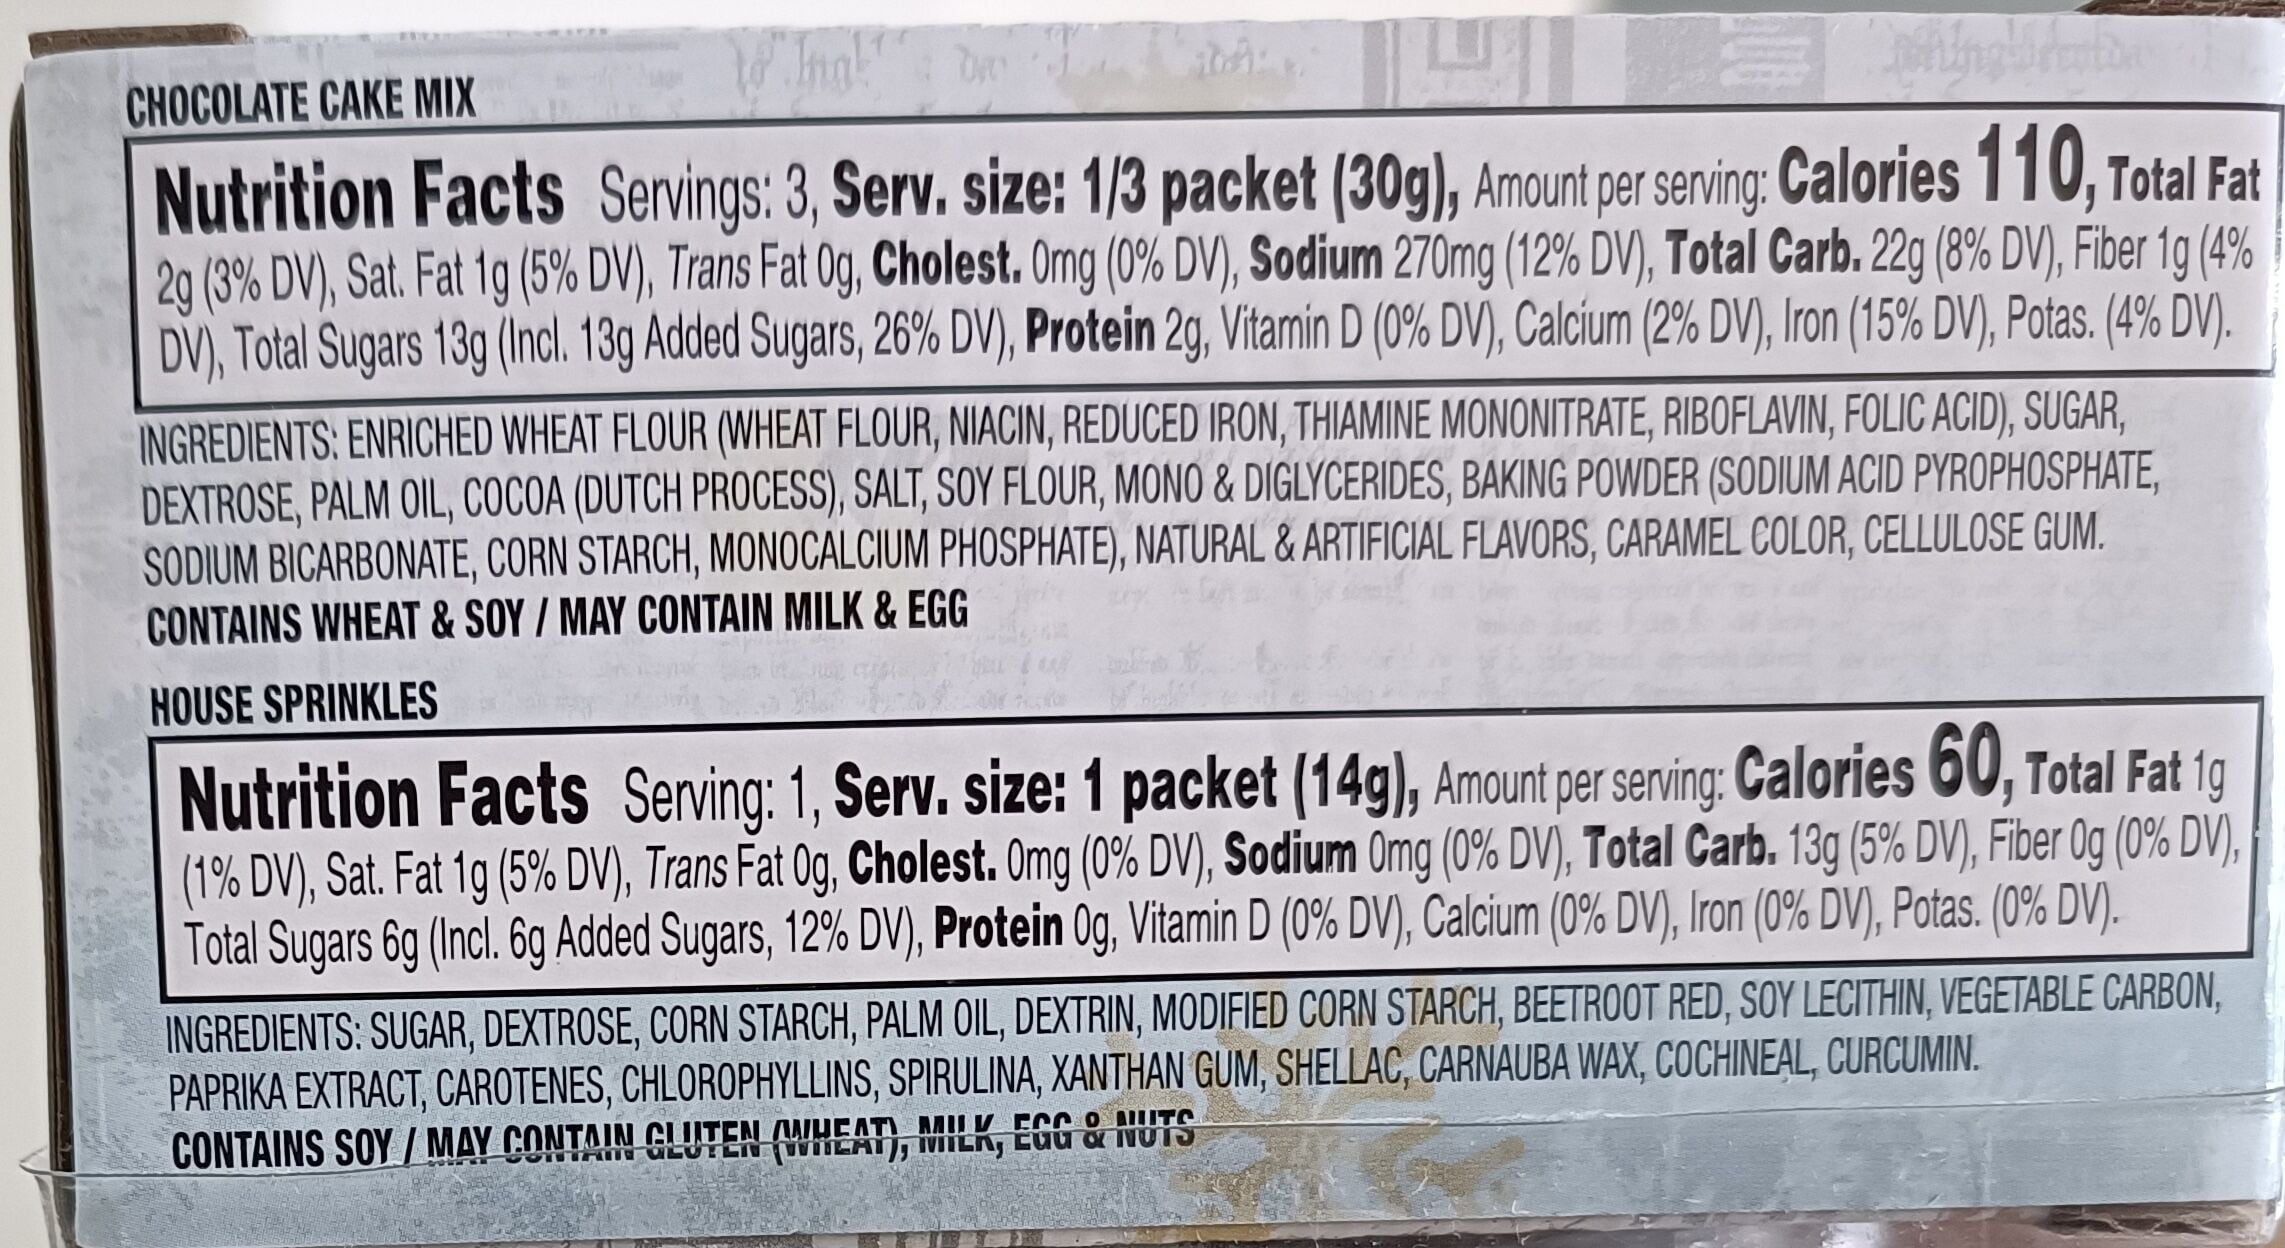 CHOCOLATE CAKE MIX
Nutrition Facts Servings: 3, Serv. size: 1/3 packet (30g), Amount per serving: Calories 110, Total Fat
2g (3% DV), Sat. Fat 1g (5% DV), Trans Fat 0g, Cholest. 0mg (0% DV), Sodium 270mg (12% DV), Total Carb. 22g (8% DV), Fiber 1g (4%
DV), Total Sugars 13g (Incl. 13g Added Sugars, 26% DV), Protein 2g, Vitamin D (0% DV), Calcium (2% DV), Iron (15% DV), Potas. (4% DV).
INGREDIENTS: ENRICHED WHEAT FLOUR (WHEAT FLOUR, NIACIN, REDUCED IRON, THIAMINE MONONITRATE, RIBOFLAVIN, FOLIC ACID), SUGAR,
DEXTROSE, PALM OIL, COCOA (DUTCH PROCESS), SALT, SOY FLOUR, MONO & DIGLYCERIDES, BAKING POWDER (SODIUM ACID PYROPHOSPHATE,
SODIUM BICARBONATE, CORN STARCH, MONOCALCIUM PHOSPHATE), NATURAL & ARTIFICIAL FLAVORS, CARAMEL COLOR, CELLULOSE GUM.
CONTAINS WHEAT & SOY / MAY CONTAIN MILK & EGG
HOUSE SPRINKLES
Nutrition Facts Serving: 1, Serv. size: 1 packet (14g), Amount per serving: Calories 60, Total Fat 1g
(1% DV), Sat. Fat 1g (5% DV), Trans Fat 0g, Cholest. 0mg (0% DV), Sodium 0mg (0% DV), Total Carb. 13g (5% DV), Fiber 0g (0% DV),
Total Sugars 6g (Incl. 6g Added Sugars, 12% DV), Protein 0g, Vitamin D (0% DV), Calcium (0% DV), Iron (0% DV), Potas. (0% DV).
INGREDIENTS: SUGAR, DEXTROSE, CORN STARCH, PALM OIL, DEXTRIN, MODIFIED CORN STARCH, BEETROOT RED, SOY LECITHIN, VEGETABLE CARBON,
PAPRIKA EXTRACT, CAROTENES, CHLOROPHYLLINS, SPIRULINA, XANTHAN GUM, SHELLAC, CARNAUBA WAX, COCHINEAL, CURCUMIN.
CONTAINS SOY / MAY CONTAIN GLUTEN (WHEAT), MILK, EGG & NUTS